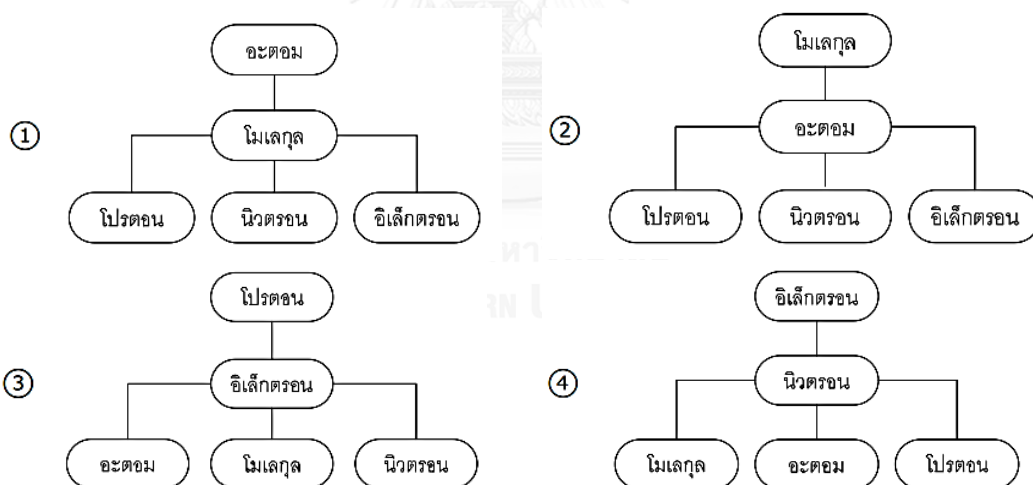 ①
อะตอม
โมเลกุล
โปรตอน นิวตรอน อิเล็กตรอน
②
โมเลกุล
อะตอม
โปรตอน นิวตรอน อิเล็กตรอน
③
โปรตอน
อิเล็กตรอน
อะตอม โมเลกุล นิวตรอน
④
อิเล็กตรอน
นิวตรอน
โมเลกุล อะตอม โปรตอน